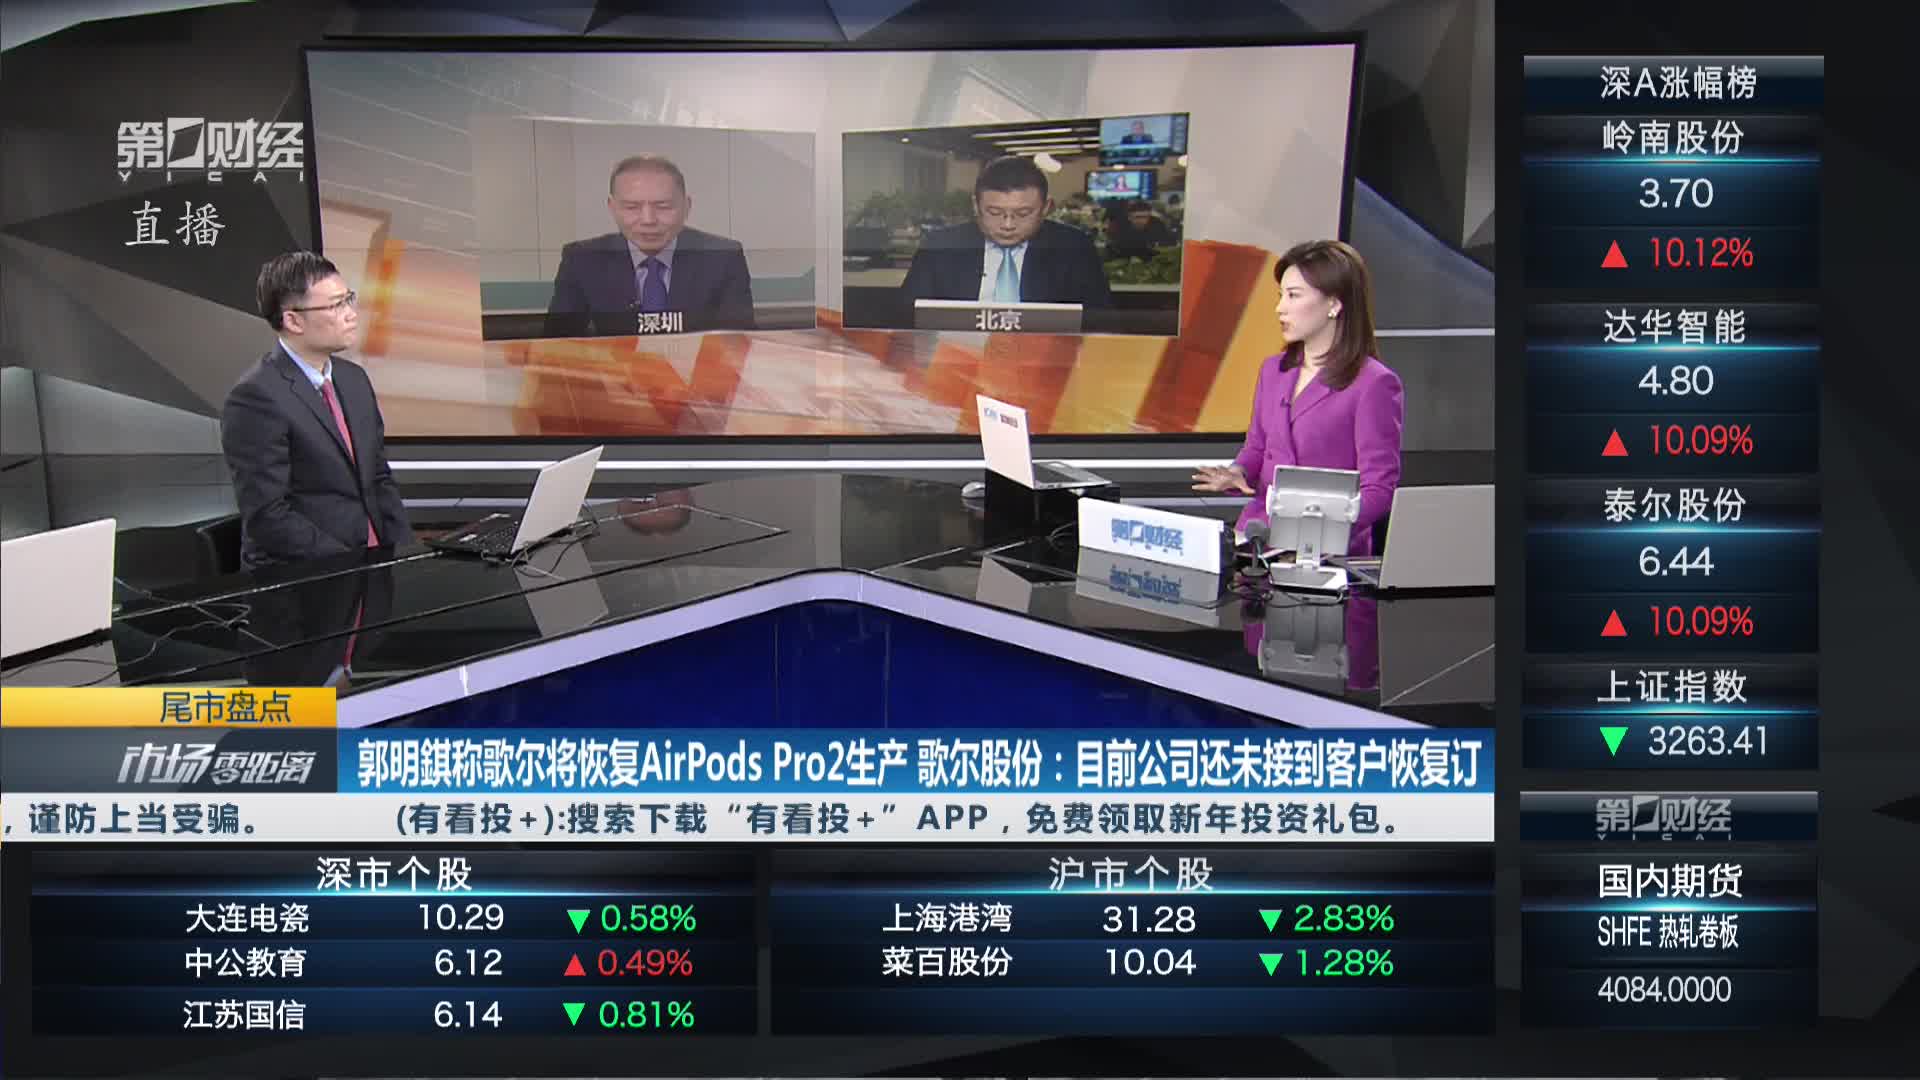 第一财经
YICAI
直播
深圳
北京
第一财经
尾市盘点
市场零距离
郭明錤称歌尔将恢复AirPods Pro2生产 歌尔股份：目前公司还未接到客户恢复订
，谨防上当受骗。 (有看投+):搜索下载“有看投+”APP，免费领取新年投资礼包。
深市个股
大连电瓷 10.29 ▼ 0.58%
中公教育 6.12 ▲ 0.49%
江苏国信 6.14 ▼ 0.81%
沪市个股
上海港湾 31.28 ▼ 2.83%
菜百股份 10.04 ▼ 1.28%
深A涨幅榜
岭南股份
3.70
▲ 10.12%
达华智能
4.80
▲ 10.09%
泰尔股份
6.44
▲ 10.09%
上证指数
▼ 3263.41
第一财经
YICAI
国内期货
SHFE 热轧卷板
4084.0000